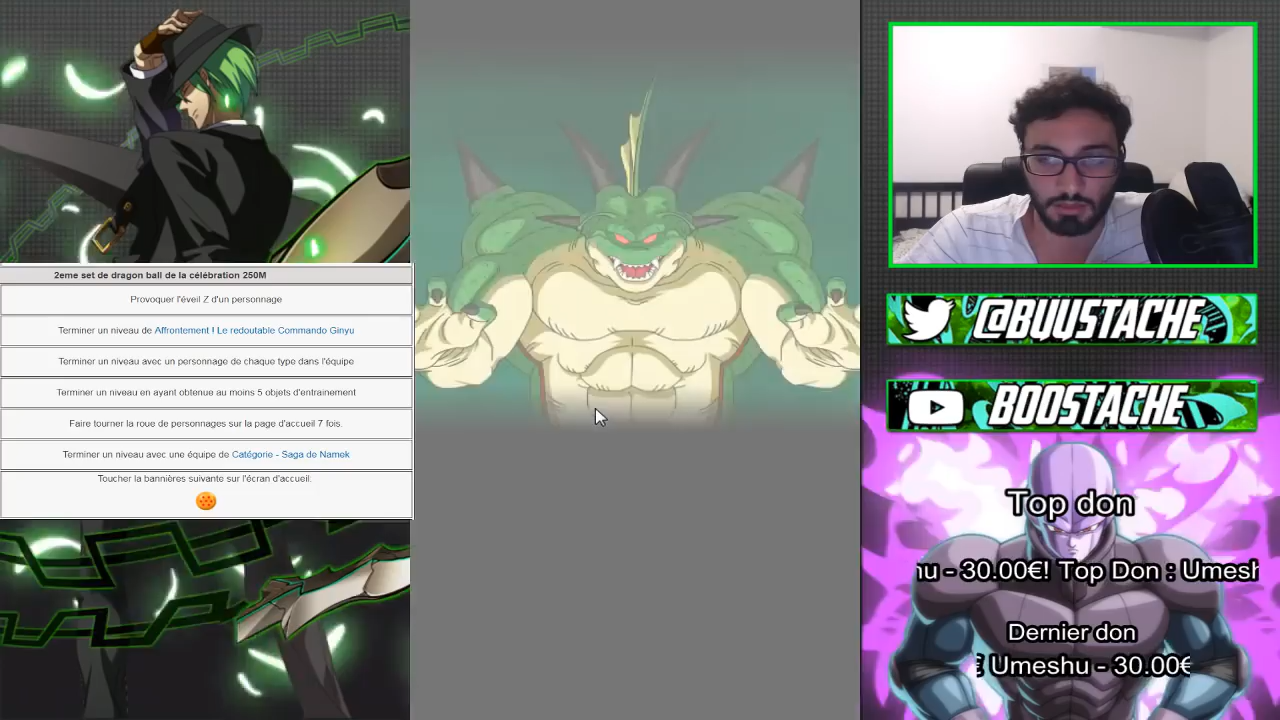 2eme set de dragon ball de la célébration 250M
Provoquer l'éveil Z d'un personnage
Terminer un niveau de Affrontement ! Le redoutable Commando Ginyu
Terminer un niveau avec un personnage de chaque type dans l'équipe
Terminer un niveau en ayant obtenue au moins 5 objets d'entrainement
Faire tourner la roue de personnages sur la page d'accueil 7 fois
Terminer un niveau avec une équipe de Catégorie - Saga de Namek
Toucher la bannières suivante sur l'écran d'accueil:
@BUUSTACHE
BOOSTACHE
Top don
- 30.00€! Top Don :
Dernier don
Umeshu - 30.00€